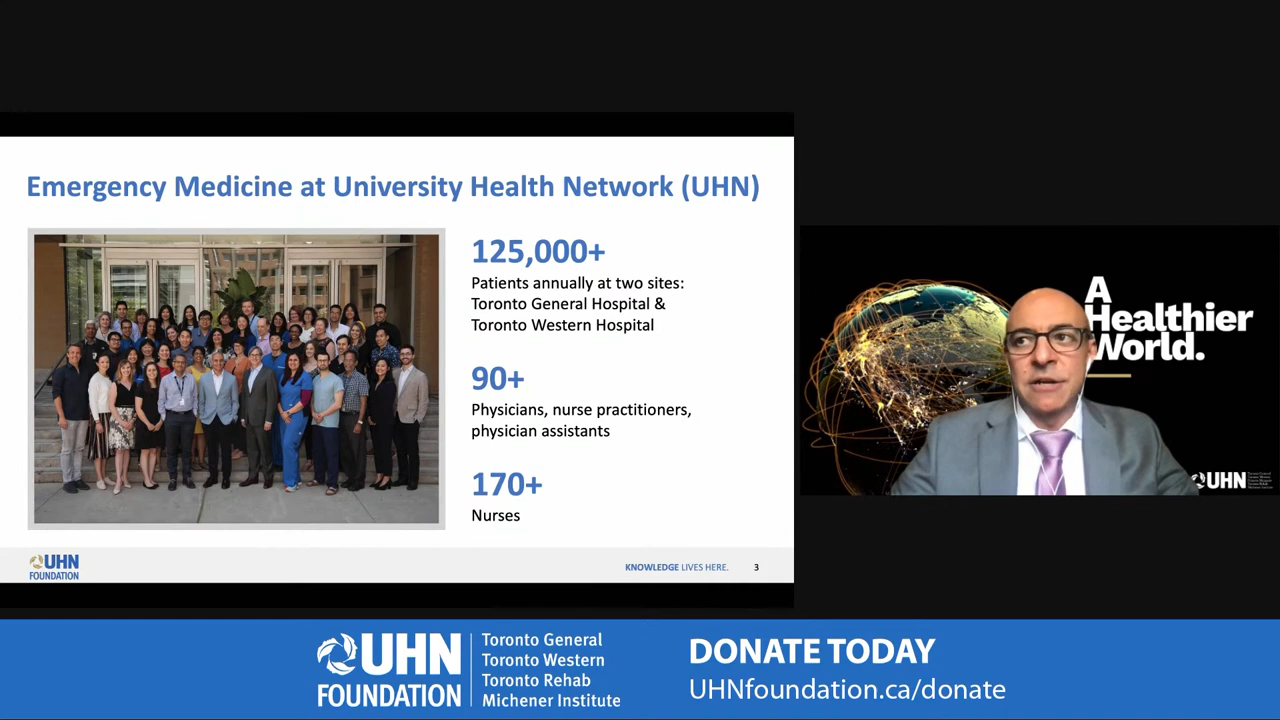 Emergency Medicine at University Health Network (UHN)
125,000+
Patients annually at two sites:
Toronto General Hospital &
Toronto Western Hospital
90+
Physicians, nurse practitioners,
physician assistants
170+
Nurses
UHN
FOUNDATION
KNOWLEDGE LIVES HERE.
3
A
Healthier
World.
UHN
UHN
FOUNDATION
Toronto General
Toronto Western
Toronto Rehab
Michener Institute
DONATE TODAY
UHNfoundation.ca/donate